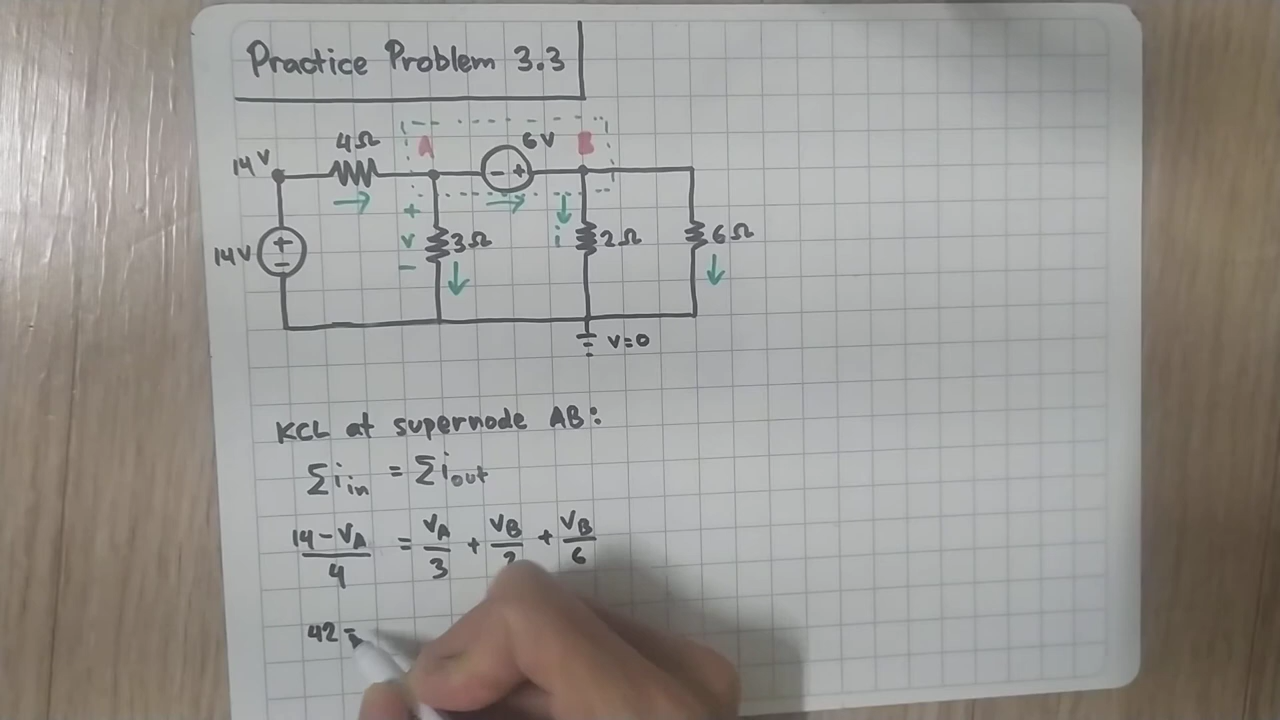 Practice Problem 3.3
4Ω
A
6V
B
14V
- +
14V
+
-
+
v
-
3Ω
i
2Ω
6Ω
v=0
KCL at supernode AB:
Σi_in = Σi_out
(14-V_A)/4 = V_A/3 + V_B/2 + V_B/6
42